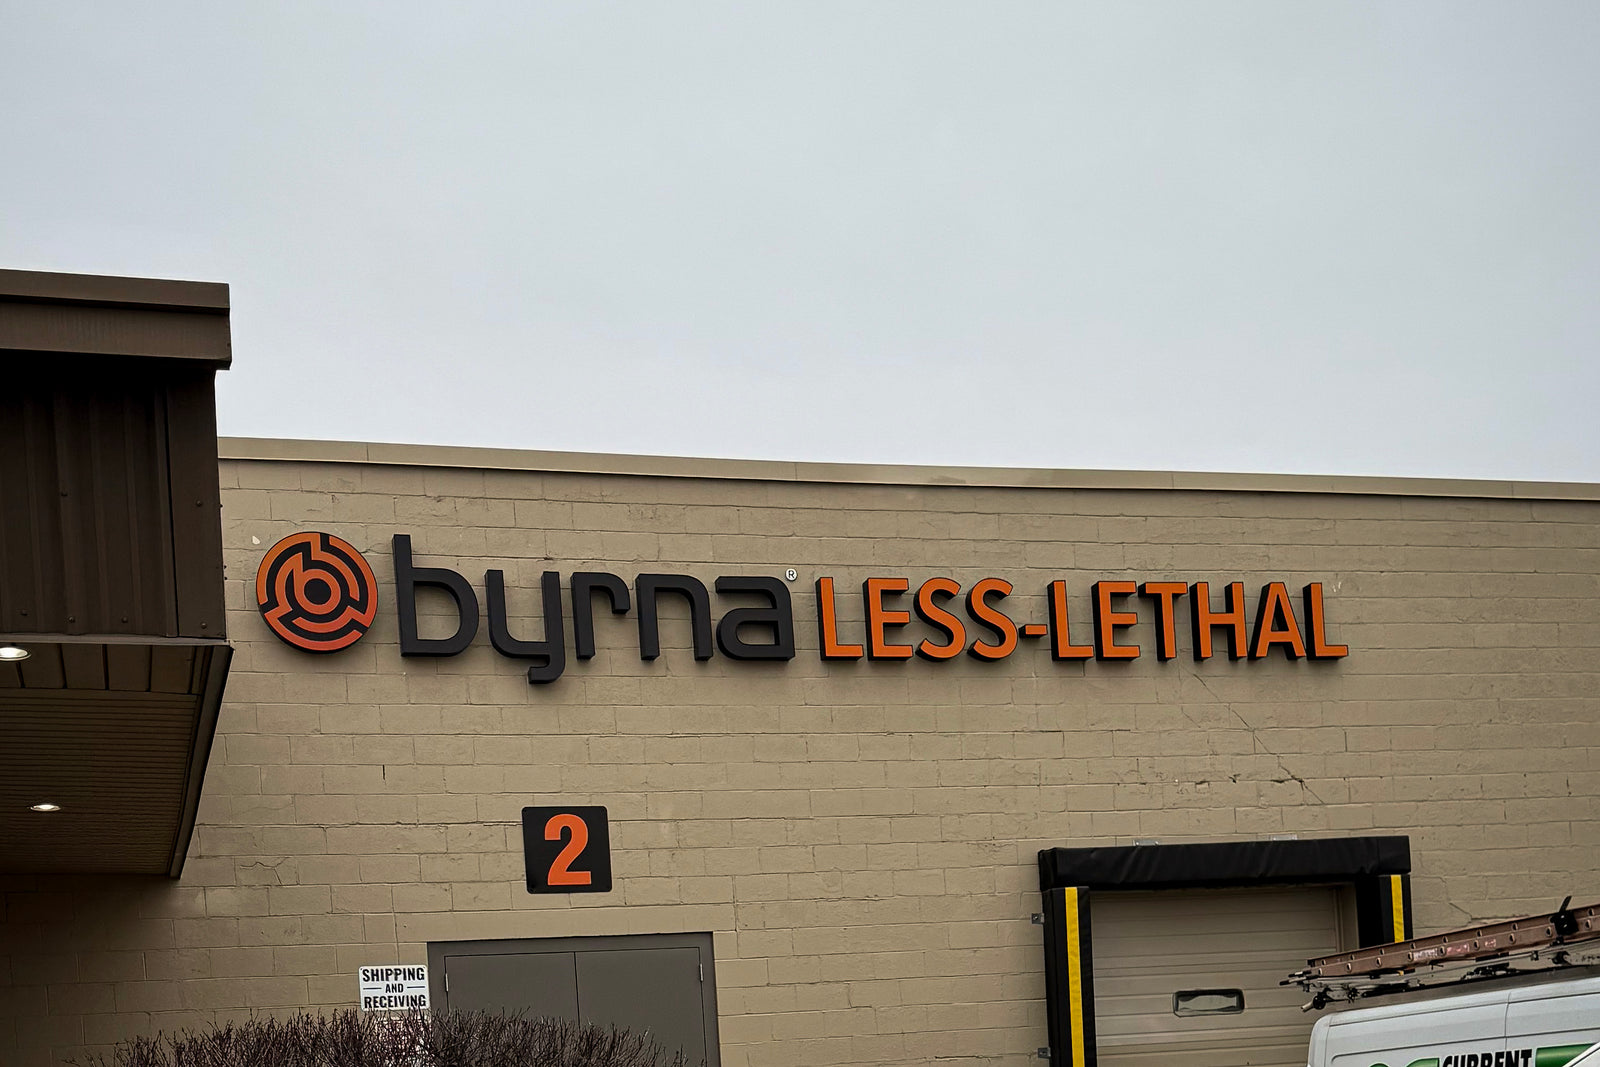 byrna® LESS-LETHAL
2
SHIPPING
AND
RECEIVING
CURRENT